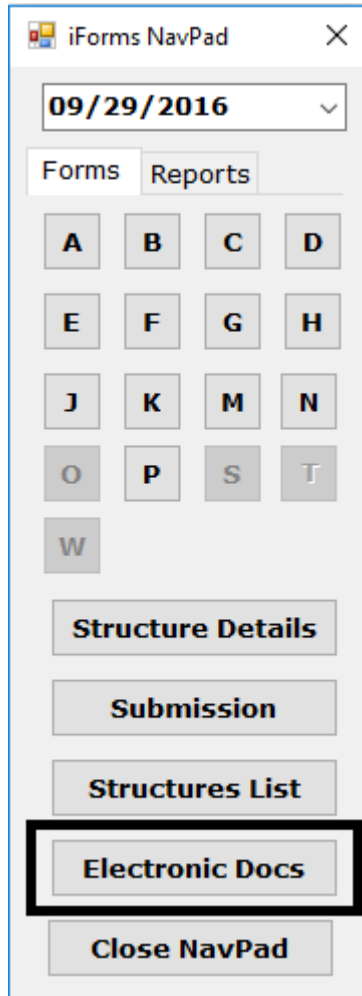 iForms NavPad
09/29/2016
Forms Reports
A B C D
E F G H
J K M N
O P S T
W
Structure Details
Submission
Structures List
Electronic Docs
Close NavPad